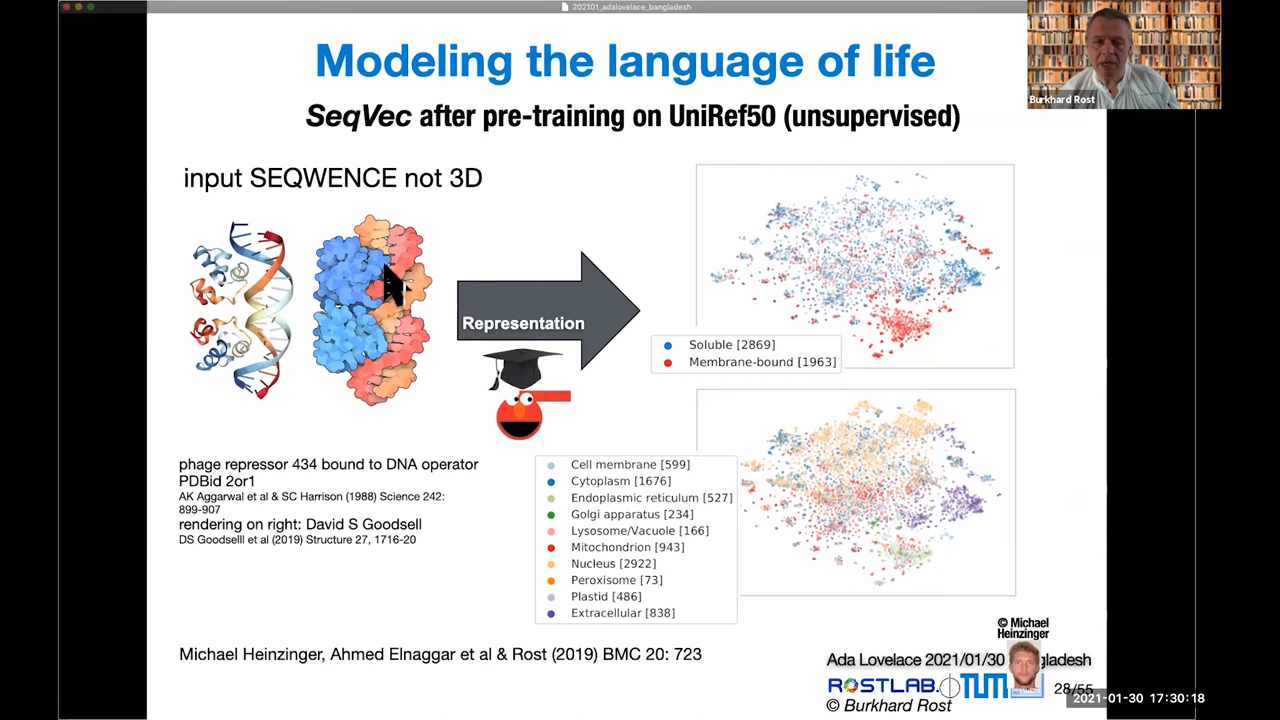 202101_adalovelace_bangladesh
Modeling the language of life
SeqVec after pre-training on UniRef50 (unsupervised)
Burkhard Rost
input SEQWENCE not 3D
Representation
Soluble [2869]
Membrane-bound [1963]
Cell membrane [599]
Cytoplasm [1676]
Endoplasmic reticulum [527]
Golgi apparatus [234]
Lysosome/Vacuole [166]
Mitochondrion [943]
Nucleus [2922]
Peroxisome [73]
Plastid [486]
Extracellular [838]
phage repressor 434 bound to DNA operator
PDBid 2or1
AK Aggarwal et al & SC Harrison (1988) Science 242:
899-907
rendering on right: David S Goodsell
DS Goodselll et al (2019) Structure 27, 1716-20
Michael Heinzinger, Ahmed Elnaggar et al & Rost (2019) BMC 20: 723
© Michael
Heinzinger
Ada Lovelace 2021/01/30 gladesh
ROSTLAB. TUM
28/55
© Burkhard Rost
2021-01-30 17:30:18